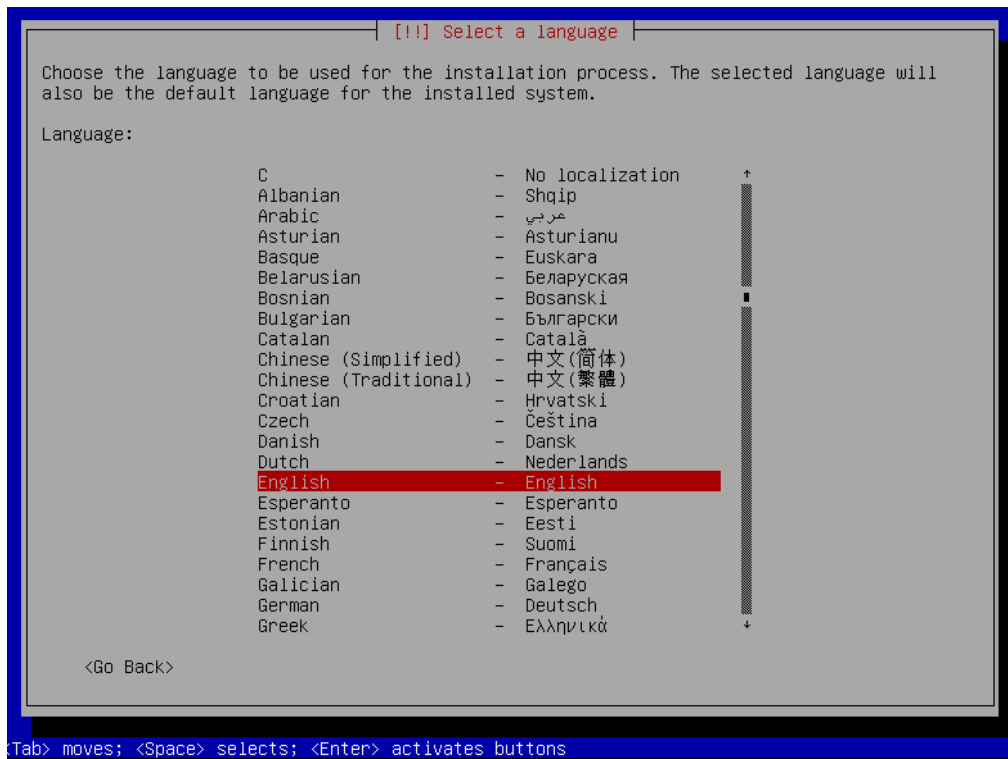 [!!] Select a language
Choose the language to be used for the installation process. The selected language will
also be the default language for the installed system.
Language:
C - No localization
Albanian - Shqip
Arabic - عربي
Asturian - Asturianu
Basque - Euskara
Belarusian - Беларуская
Bosnian - Bosanski
Bulgarian - Български
Catalan - Català
Chinese (Simplified) - 中文(简体)
Chinese (Traditional) - 中文(繁體)
Croatian - Hrvatski
Czech - Čeština
Danish - Dansk
Dutch - Nederlands
English - English
Esperanto - Esperanto
Estonian - Eesti
Finnish - Suomi
French - Français
Galician - Galego
German - Deutsch
Greek - Ελληνικά
<Go Back>
<Tab> moves; <Space> selects; <Enter> activates buttons